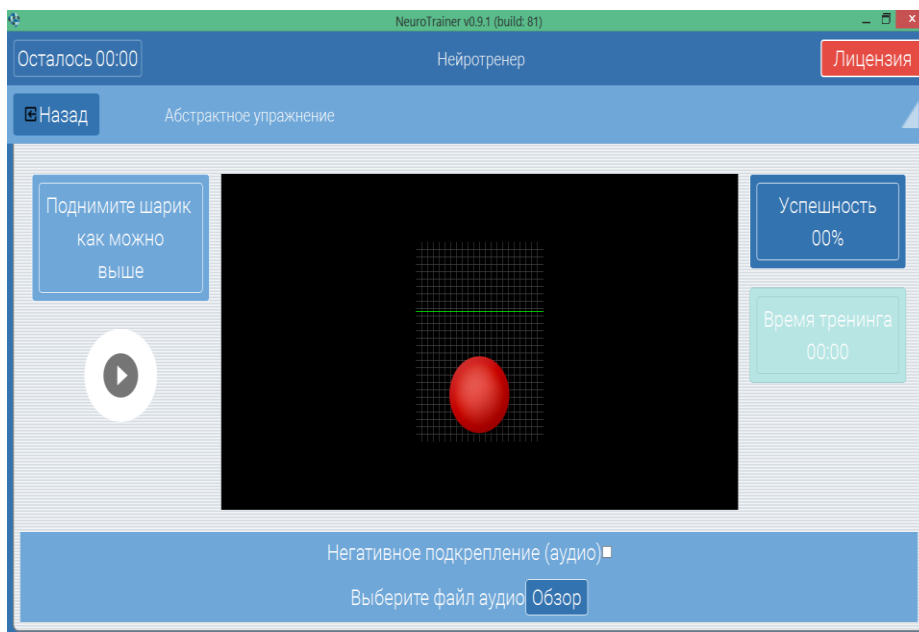 NeuroTrainer v0.9.1 (build: 81)
Осталось 00:00
Нейротренер
Лицензия
Назад
Абстрактное упражнение
Поднимите шарик
как можно
выше
Успешность
00%
Время тренинга
00:00
Негативное подкрепление (аудио)
Выберите файл аудио Обзор